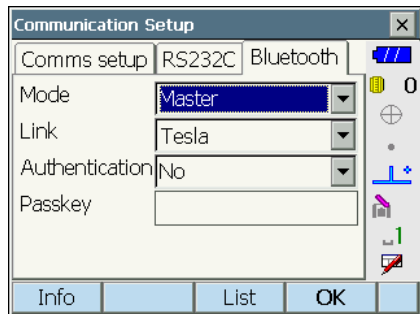 Communication Setup
Comms setup RS232C Bluetooth
Mode Master
0
Link Tesla
Authentication No
Passkey
1
Info List OK